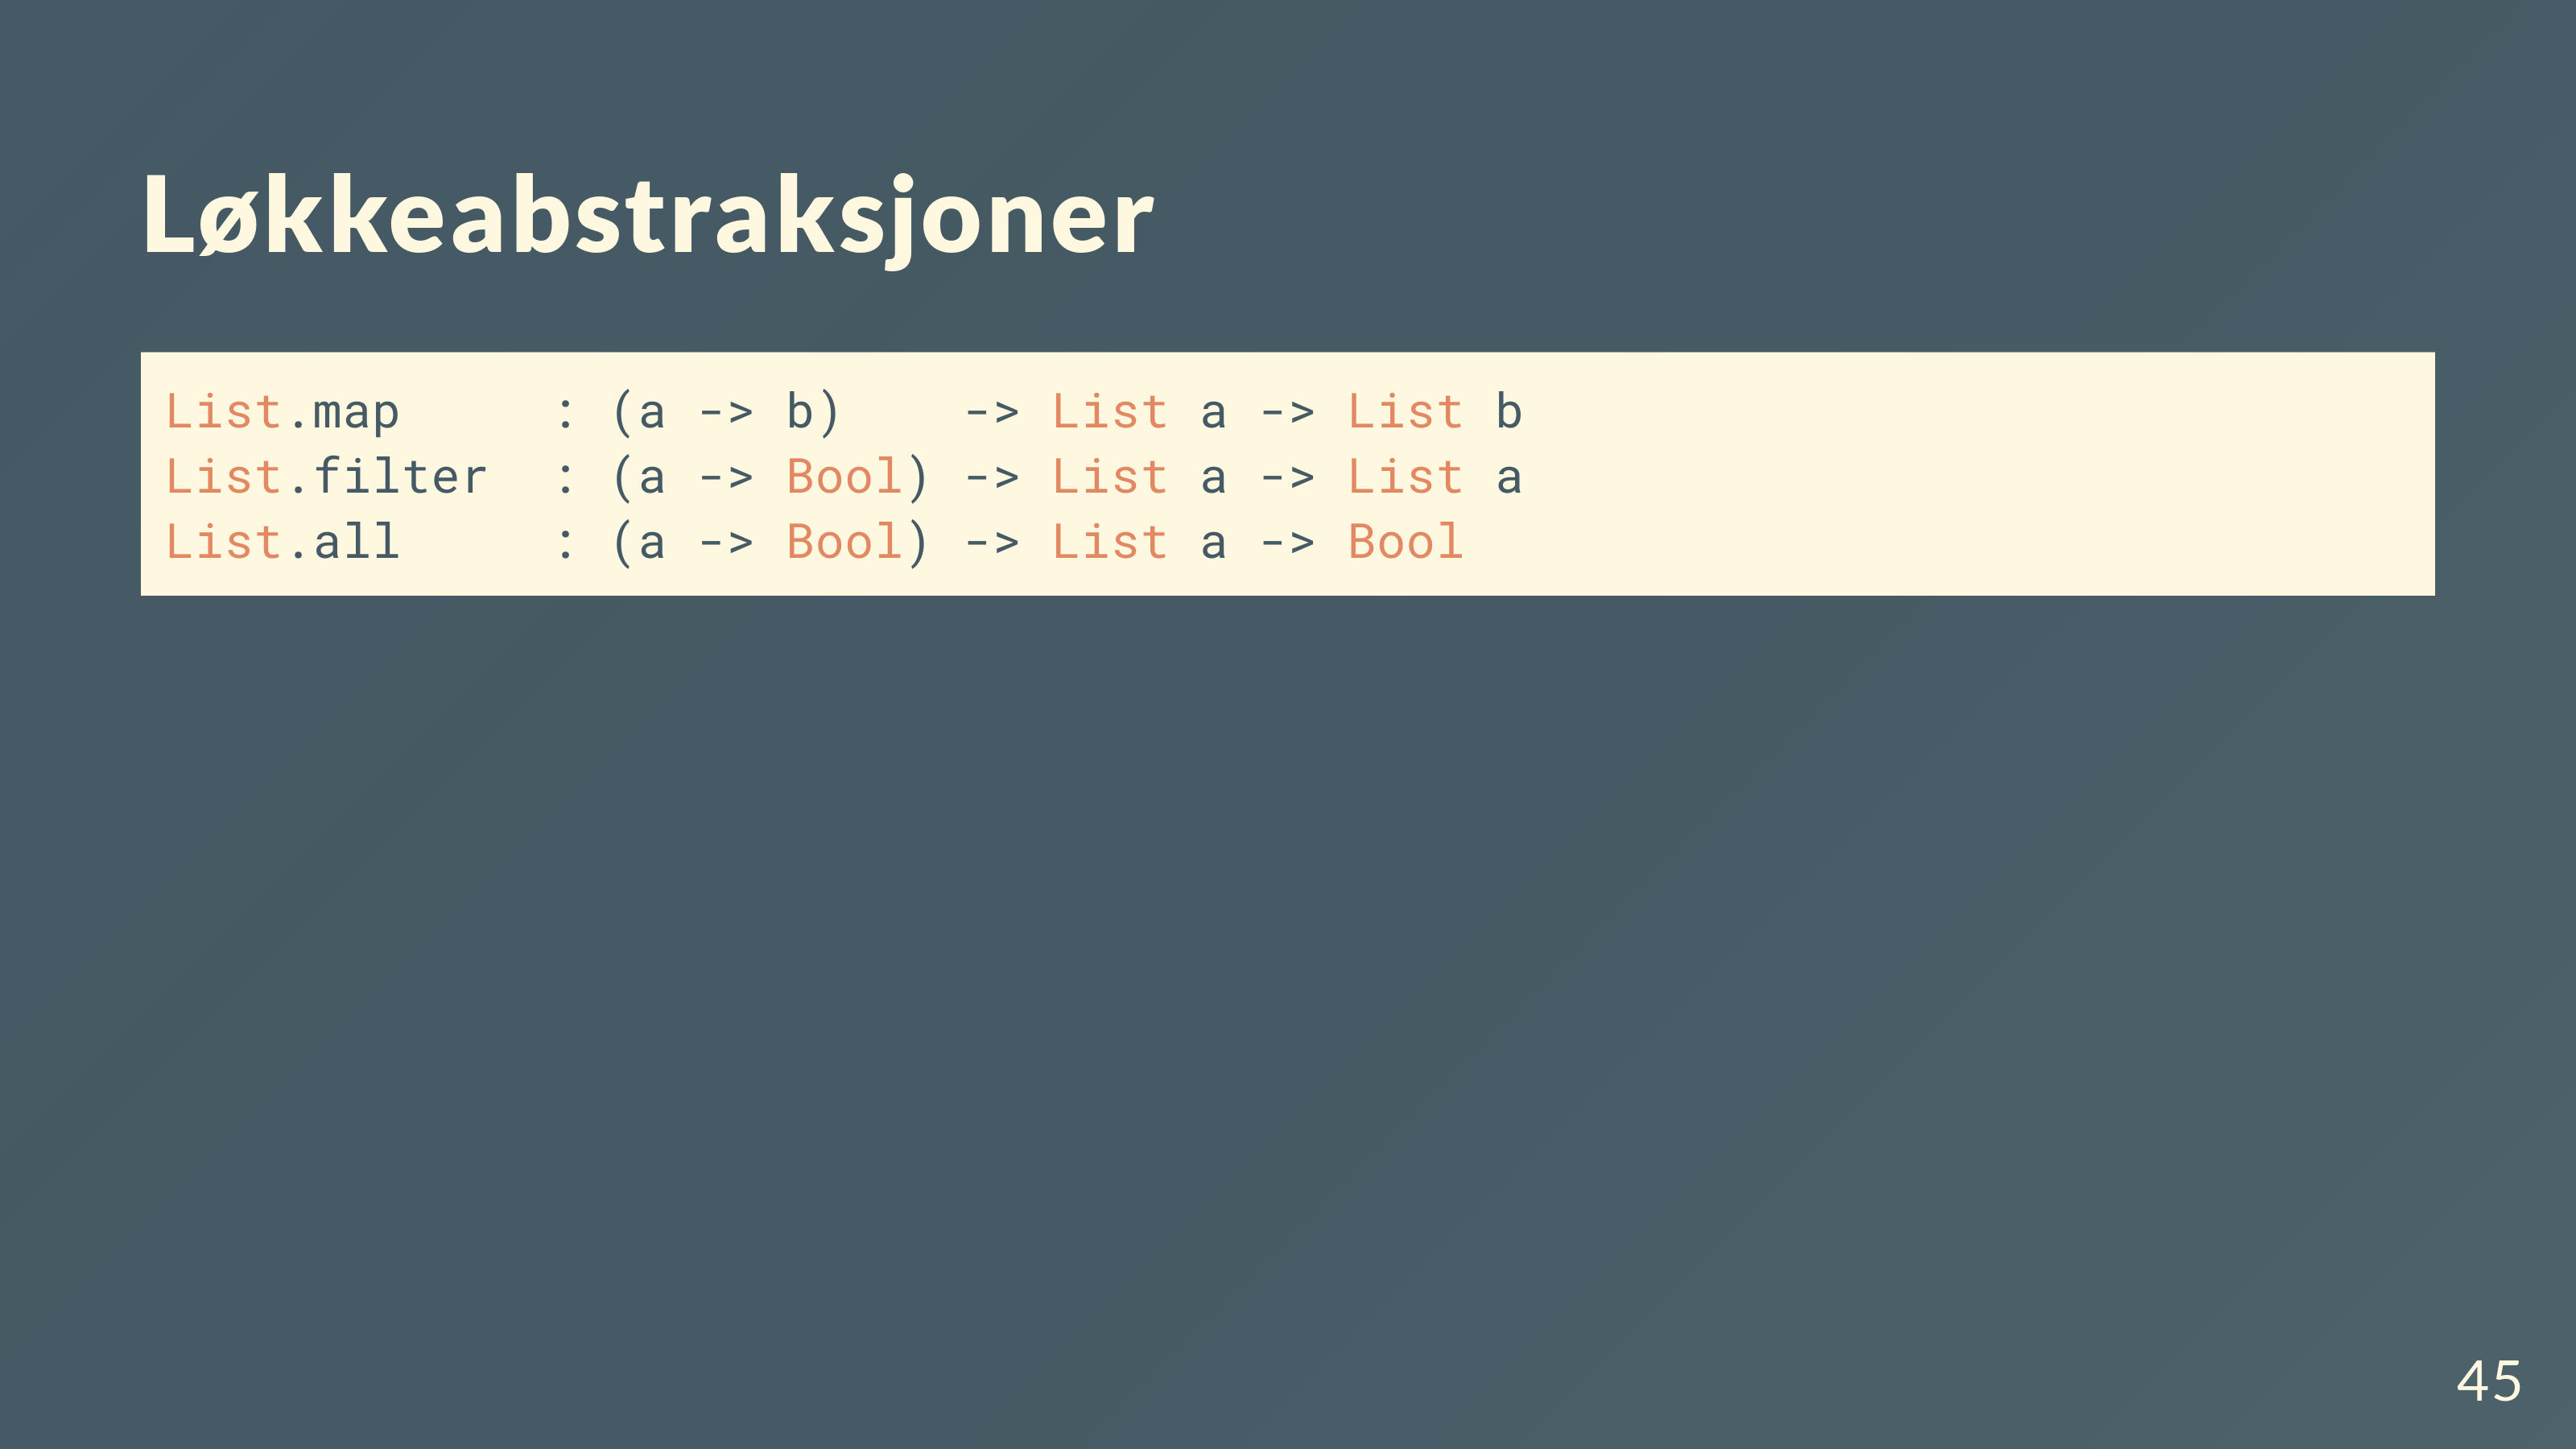 Løkkeabstraksjoner
List.map     : (a -> b)    -> List a -> List b
List.filter  : (a -> Bool) -> List a -> List a
List.all     : (a -> Bool) -> List a -> Bool
45